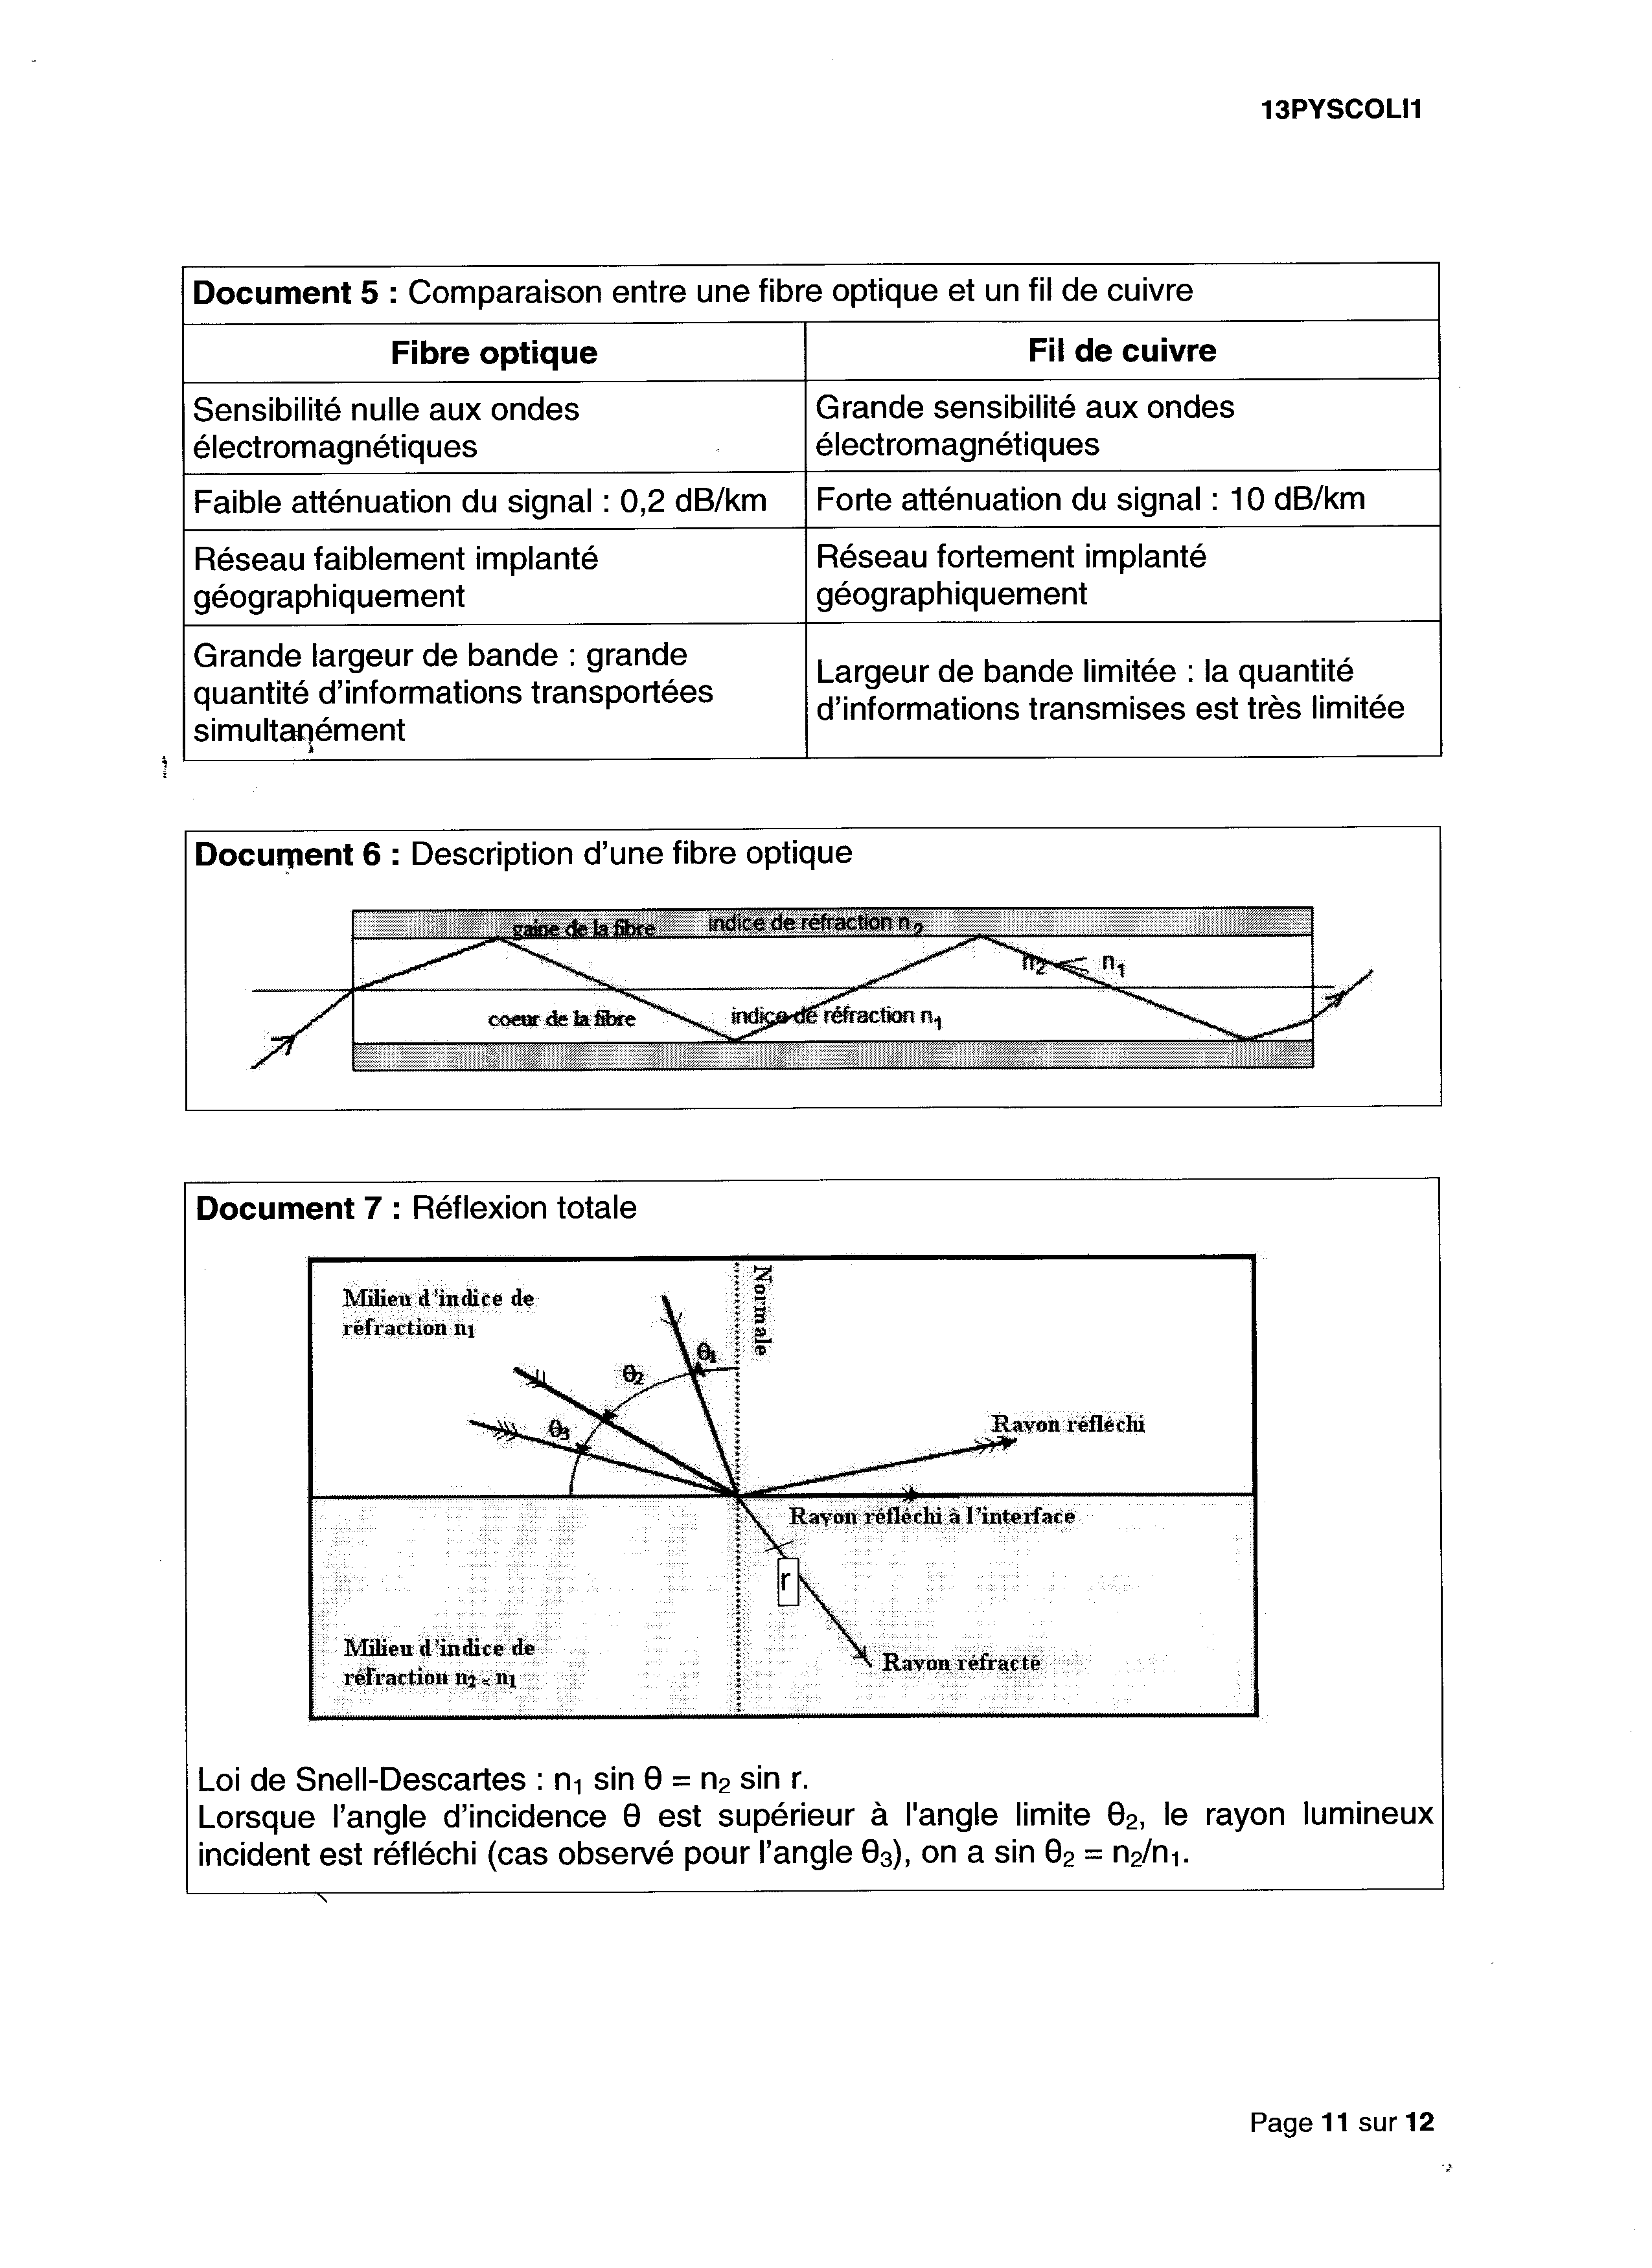 13PYSCOLI1
Document 5 : Comparaison entre une fibre optique et un fil de cuivre
Fibre optique
Fil de cuivre
Sensibilité nulle aux ondes
électromagnétiques
Grande sensibilité aux ondes
électromagnétiques
Faible atténuation du signal : 0,2 dB/km
Forte atténuation du signal : 10 dB/km
Réseau faiblement implanté
géographiquement
Réseau fortement implanté
géographiquement
Grande largeur de bande : grande
quantité d'informations transportées
simultanément
Largeur de bande limitée : la quantité
d'informations transmises est très limitée
Document 6 : Description d'une fibre optique
gaine de la fibre indice de réfraction n₂
n₂ < n₁
coeur de la fibre indice de réfraction n₁
Document 7 : Réflexion totale
Milieu d'indice de
réfraction n₁
Normale
θ₁
θ₂
θ₃
Rayon réfléchi
Rayon réfléchi à l'interface
r
Milieu d'indice de
réfraction n₂ < n₁
Rayon réfracté
Loi de Snell-Descartes : n₁ sin θ = n₂ sin r.
Lorsque l'angle d'incidence θ est supérieur à l'angle limite θ₂, le rayon lumineux
incident est réfléchi (cas observé pour l'angle θ₃), on a sin θ₂ = n₂/n₁.
Page 11 sur 12